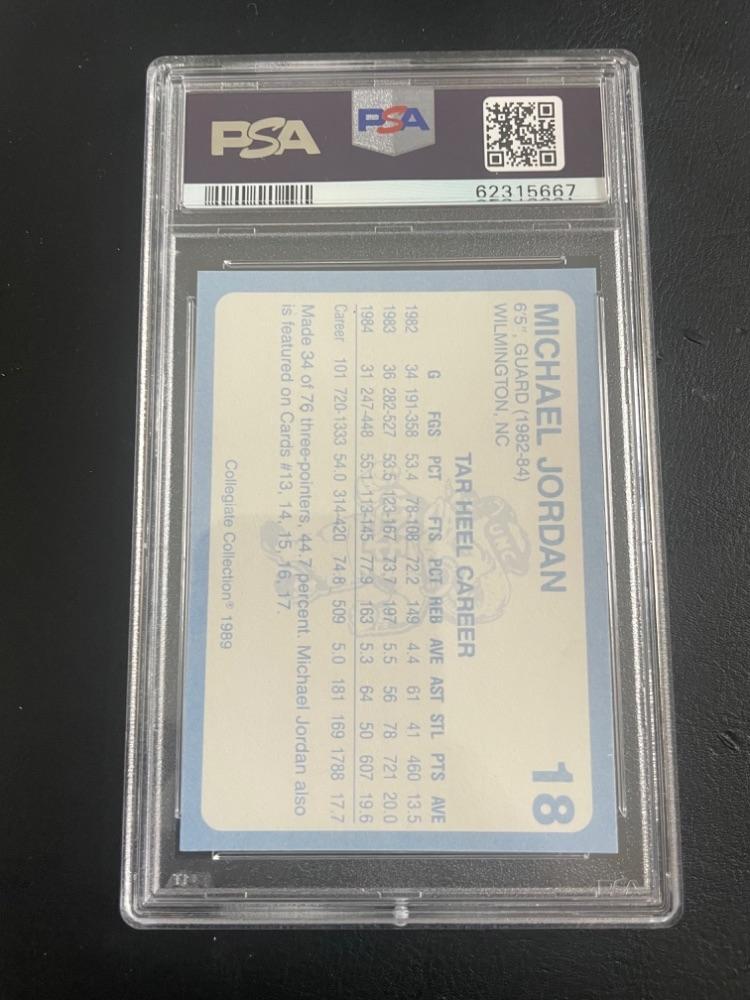 PSA
PSA
62315667
MICHAEL JORDAN 18
6'5", GUARD (1982-84)
WILMINGTON, NC
UNC
TAR HEEL CAREER
G FGS PCT FTS PCT REB AVE AST STL PTS AVE
1982 34 191-358 53.4 78-108 72.2 149 4.4 61 41 460 13.5
1983 36 282-527 53.5 123-167 73.7 197 5.5 56 78 721 20.0
1984 31 247-448 55.1 113-145 77.9 163 5.3 64 50 607 19.6
Career 101 720-1333 54.0 314-420 74.8 509 5.0 181 169 1788 17.7
Made 34 of 76 three-pointers, 44.7 percent. Michael Jordan also
is featured on Cards #13, 14, 15, 16, 17.
Collegiate Collection® 1989